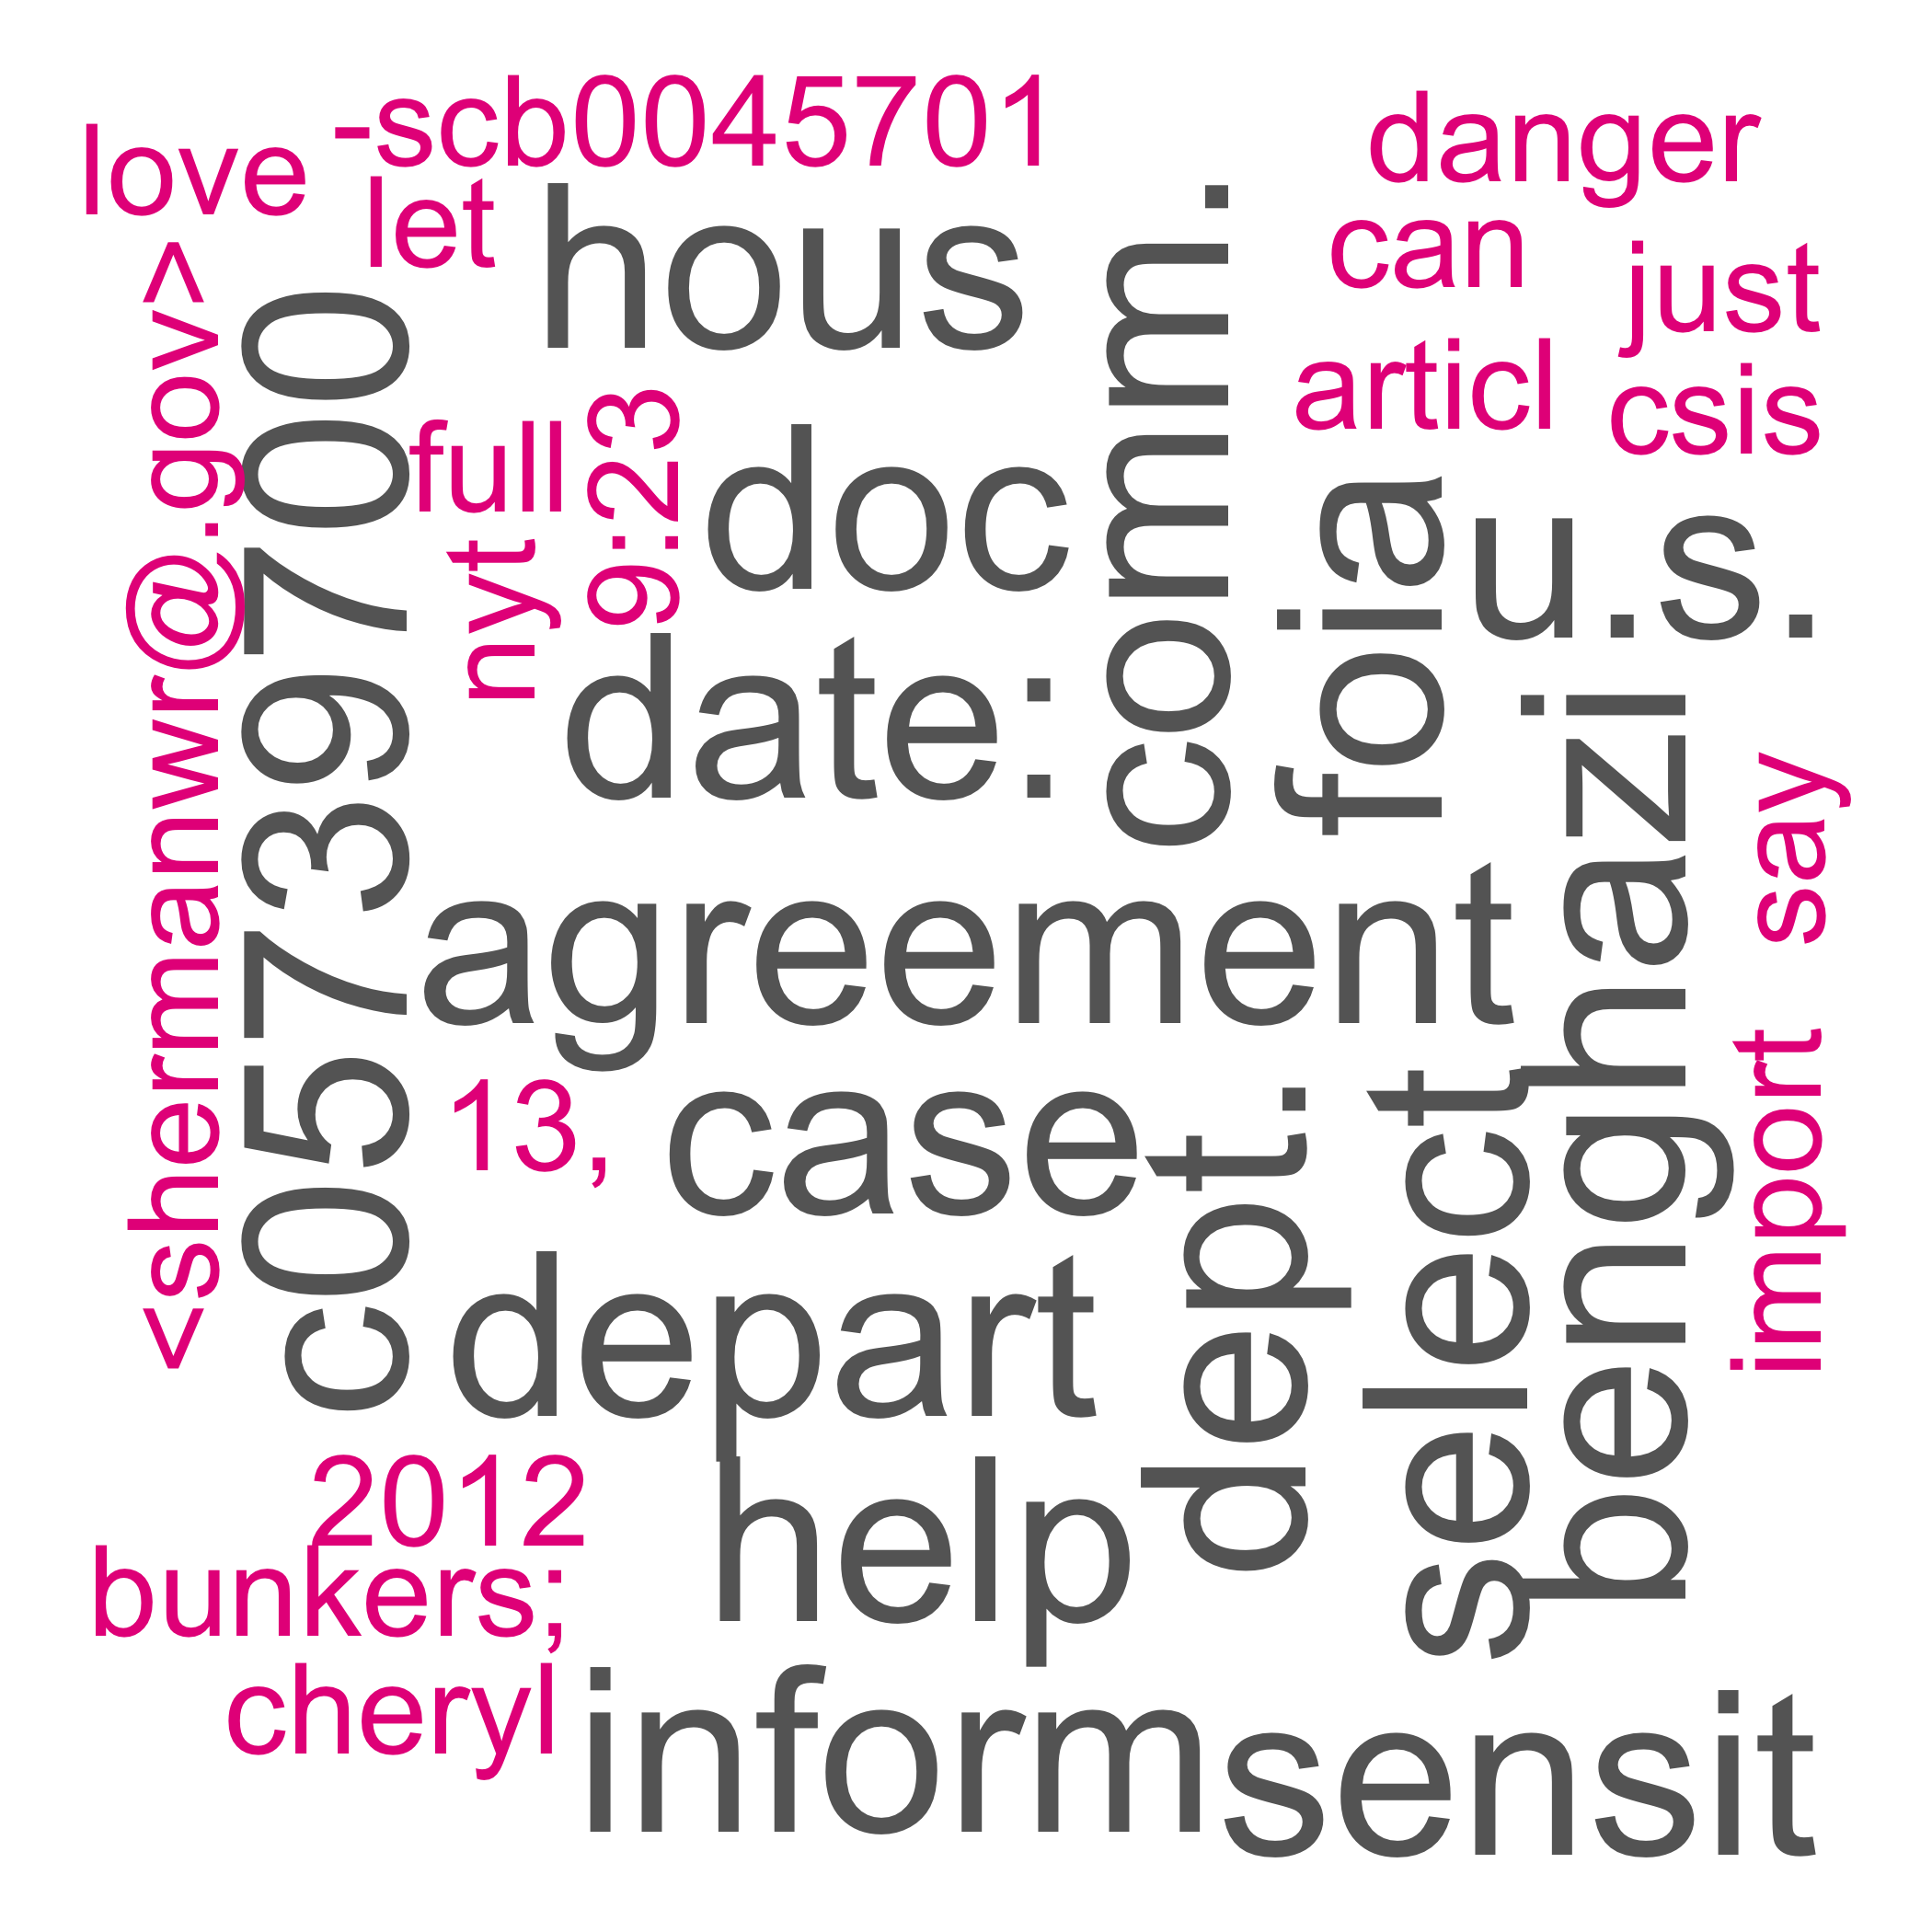 love
-scb0045701
danger
let
hous
can
just
<shermanwr@.gov>
c05739700
full
9:23
doc
comm.
articl
csis
nyt
foia
u.s.
date:
benghazi
say
agreement
13,
case
dept.
select
import
depart
2012
help
bunkers;
cheryl
inform
sensit